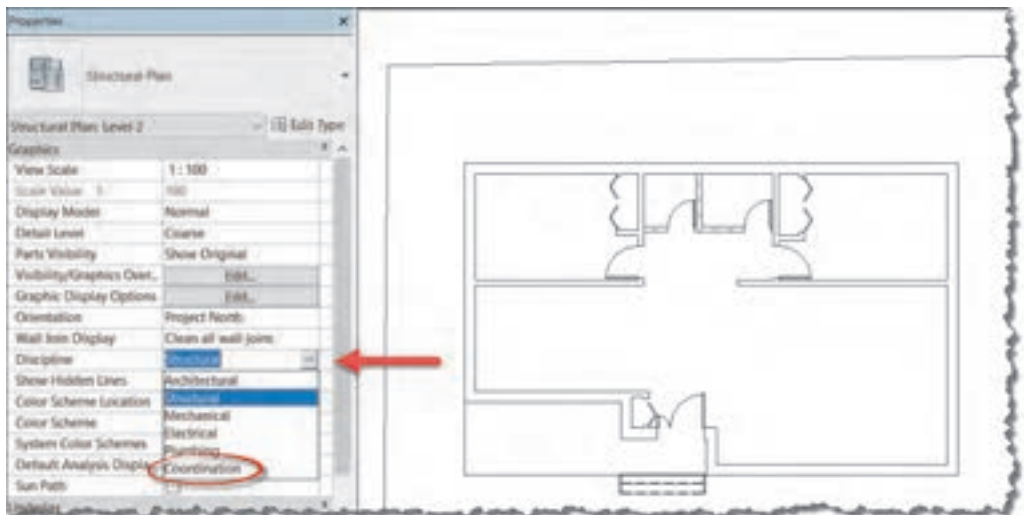 Properties
Structural Plan
Structural Plan: Level 2
Edit Type
Graphics
View Scale 1 : 100
Scale Value 1: 100
Display Model Normal
Detail Level Coarse
Parts Visibility Show Original
Visibility/Graphics Over... Edit...
Graphic Display Options Edit...
Orientation Project North
Wall Join Display Clean all wall joins
Discipline Structural
Show Hidden Lines Architectural
Color Scheme Location Structural
Color Scheme Mechanical
Electrical
System Color Schemes Plumbing
Default Analysis Display Coordination
Sun Path